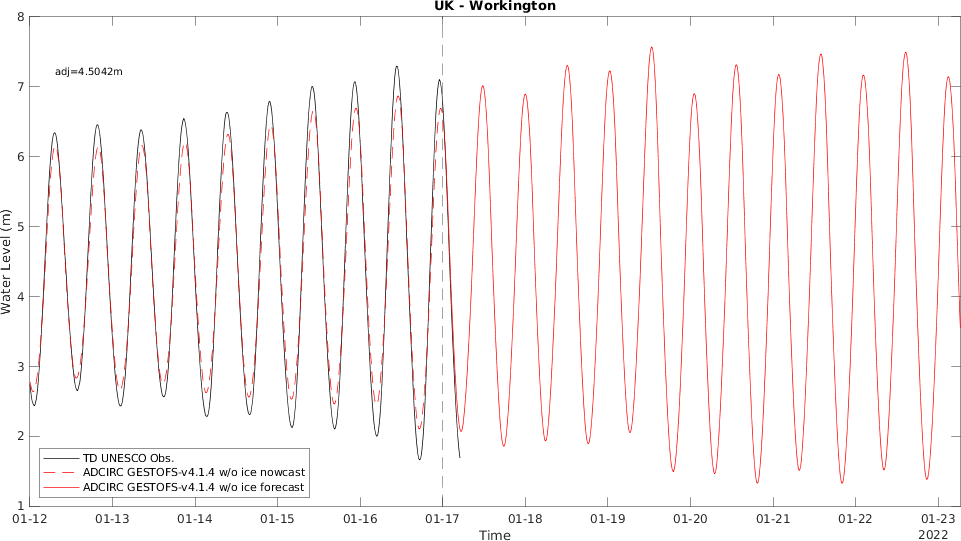 UK - Workington
8
adj=4.5042m
7
6
5
4
3
2
1
Water Level (m)
TD UNESCO Obs.
ADCIRC GESTOFS-v4.1.4 w/o ice nowcast
ADCIRC GESTOFS-v4.1.4 w/o ice forecast
01-12 01-13 01-14 01-15 01-16 01-17 01-18 01-19 01-20 01-21 01-22 01-23
Time
2022